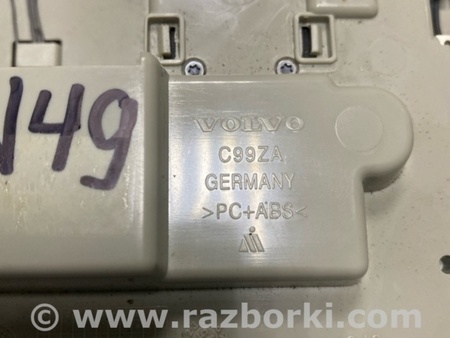 VOLVO
C99ZA
GERMANY
>PC+ABS<
149
© www.razborki.com